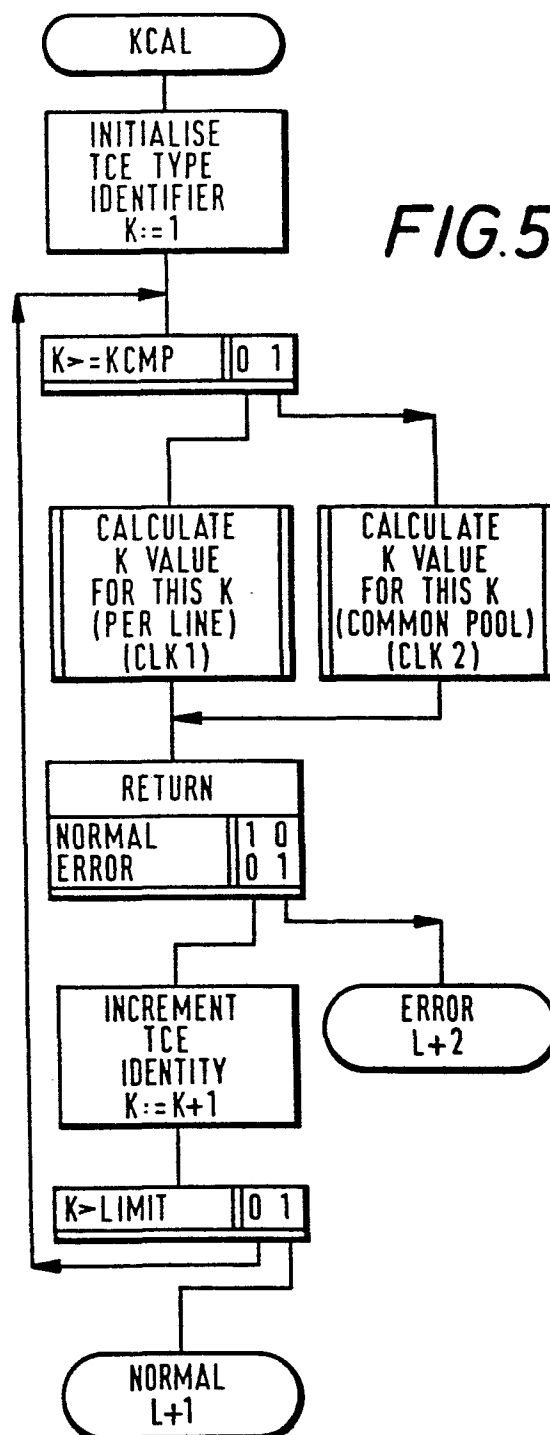 KCAL
INITIALISE
TCE TYPE
IDENTIFIER
K:=1
FIG.5
K>=KCMP 0 1
CALCULATE
K VALUE
FOR THIS K
(PER LINE)
(CLK1)
CALCULATE
K VALUE
FOR THIS K
(COMMON POOL)
(CLK2)
RETURN
NORMAL 1 0
ERROR 0 1
INCREMENT
TCE
IDENTITY
K:=K+1
ERROR
L+2
K>LIMIT 0 1
NORMAL
L+1